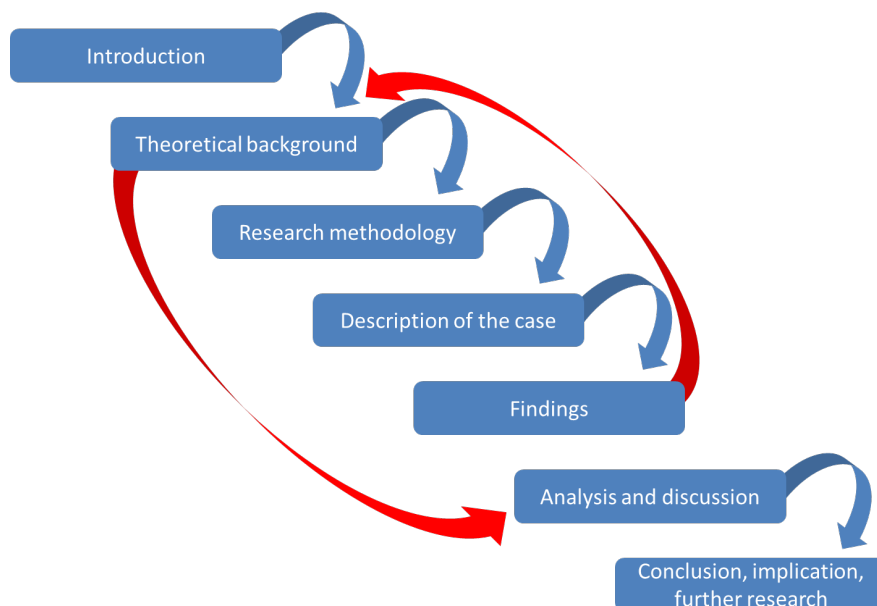 Introduction
Theoretical background
Research methodology
Description of the case
Findings
Analysis and discussion
Conclusion, implication,
further research